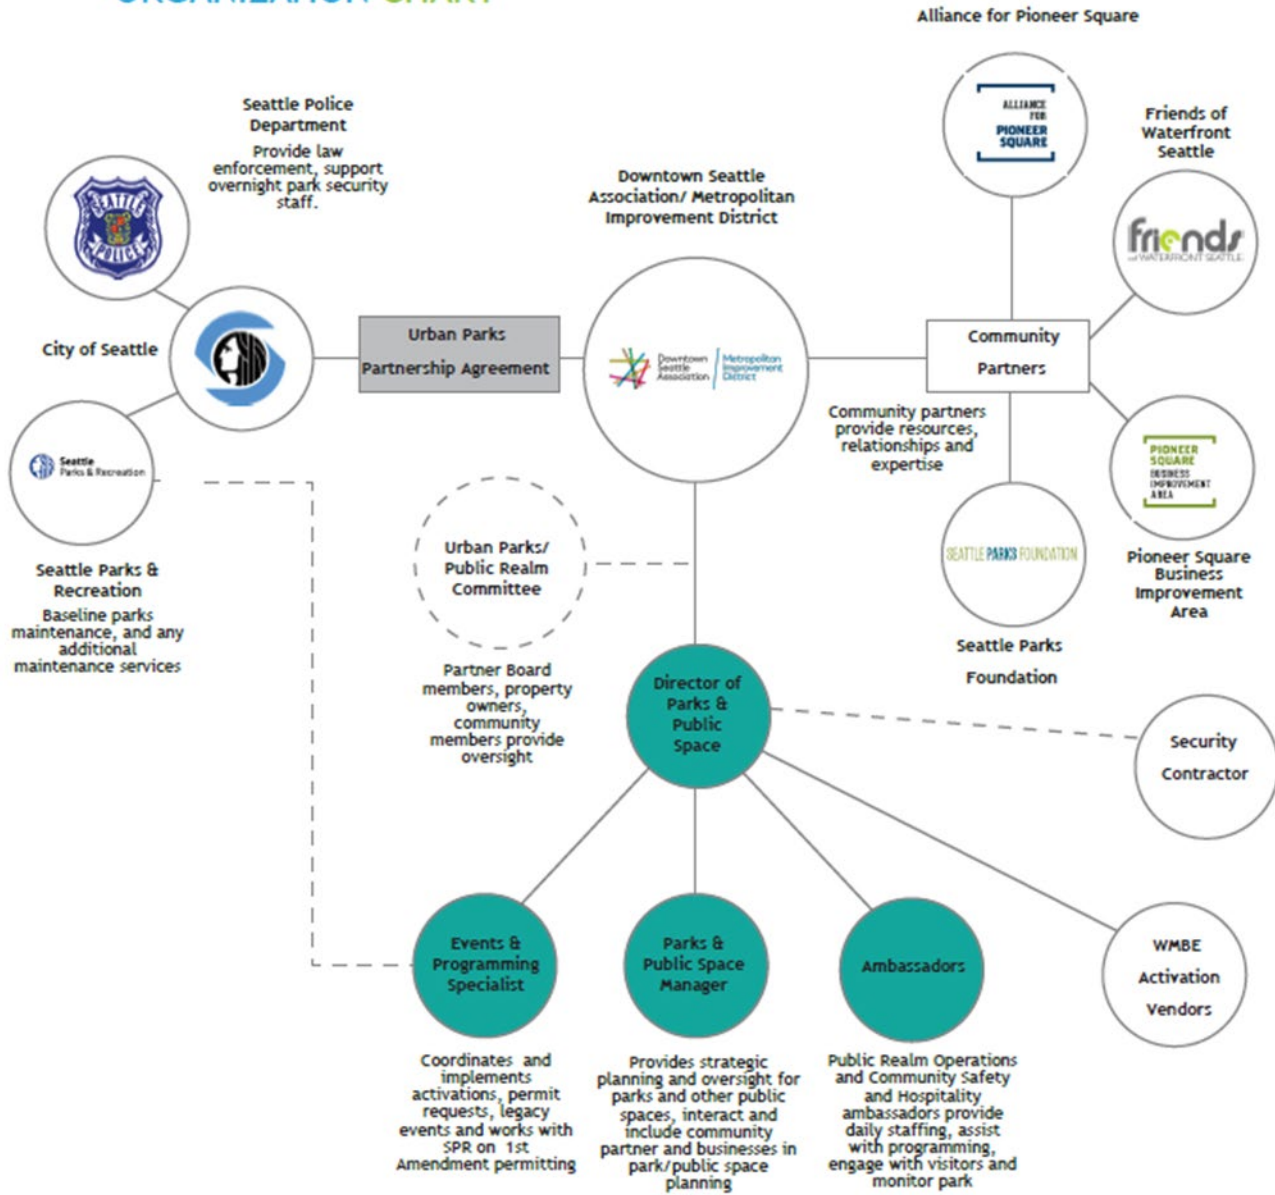 ORGANIZATION CHART
Alliance for Pioneer Square
ALLIANCE
FOR
PIONEER
SQUARE
Friends of
Waterfront
Seattle
friends
of WATERFRONT SEATTLE
Seattle Police
Department
Provide law
enforcement, support
overnight park security
staff.
SEATTLE
POLICE
Downtown Seattle
Association/ Metropolitan
Improvement District
City of Seattle
Urban Parks
Partnership Agreement
Downtown
Seattle
Association
Metropolitan
Improvement
District
Community
Partners
Community partners
provide resources,
relationships and
expertise
PIONEER
SQUARE
BUSINESS
IMPROVEMENT
AREA
Pioneer Square
Business
Improvement
Area
SEATTLE PARKS FOUNDATION
Seattle Parks
Foundation
Seattle
Parks & Recreation
Seattle Parks &
Recreation
Baseline parks
maintenance, and any
additional
maintenance services
Urban Parks/
Public Realm
Committee
Partner Board
members, property
owners,
community
members provide
oversight
Director of
Parks &
Public
Space
Security
Contractor
Events &
Programming
Specialist
Coordinates and
implements
activations, permit
requests, legacy
events and works with
SPR on 1st
Amendment permitting
Parks &
Public Space
Manager
Provides strategic
planning and oversight for
parks and other public
spaces, interact and
include community
partner and businesses in
park/public space
planning
Ambassadors
Public Realm Operations
and Community Safety
and Hospitality
ambassadors provide
daily staffing, assist
with programming,
engage with visitors and
monitor park
WMBE
Activation
Vendors